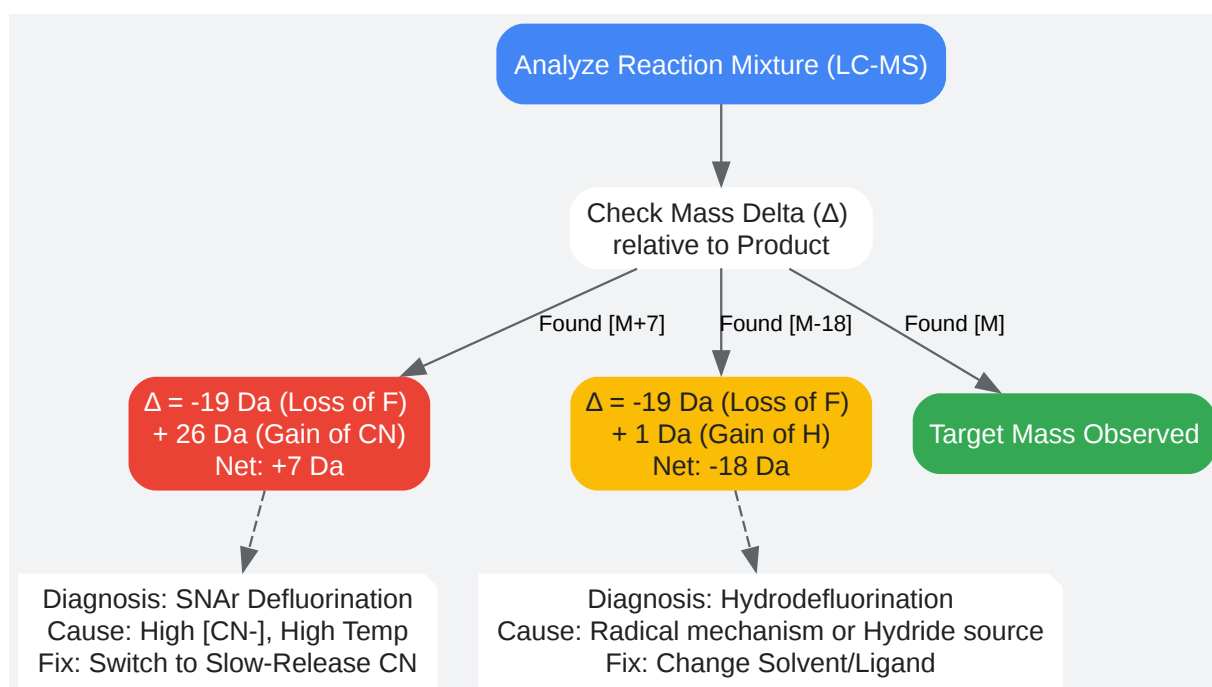 Analyze Reaction Mixture (LC-MS)
Check Mass Delta (Δ)
relative to Product
Found [M+7]
Found [M-18]
Found [M]
Δ = -19 Da (Loss of F)
+ 26 Da (Gain of CN)
Net: +7 Da
Δ = -19 Da (Loss of F)
+ 1 Da (Gain of H)
Net: -18 Da
Target Mass Observed
Diagnosis: SNAr Defluorination
Cause: High [CN-], High Temp
Fix: Switch to Slow-Release CN
Diagnosis: Hydrodefluorination
Cause: Radical mechanism or Hydride source
Fix: Change Solvent/Ligand